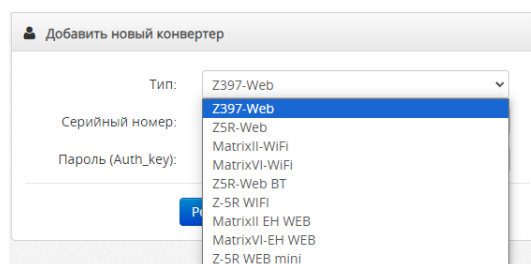 Добавить новый конвертер
Тип:
Z397-Web
Z397-Web
Серийный номер:
Z5R-Web
MatrixII-WiFi
Пароль (Auth_key):
MatrixVI-WiFi
Z5R-Web BT
Z-5R WIFI
MatrixII EH WEB
MatrixVI-EH WEB
Z-5R WEB mini